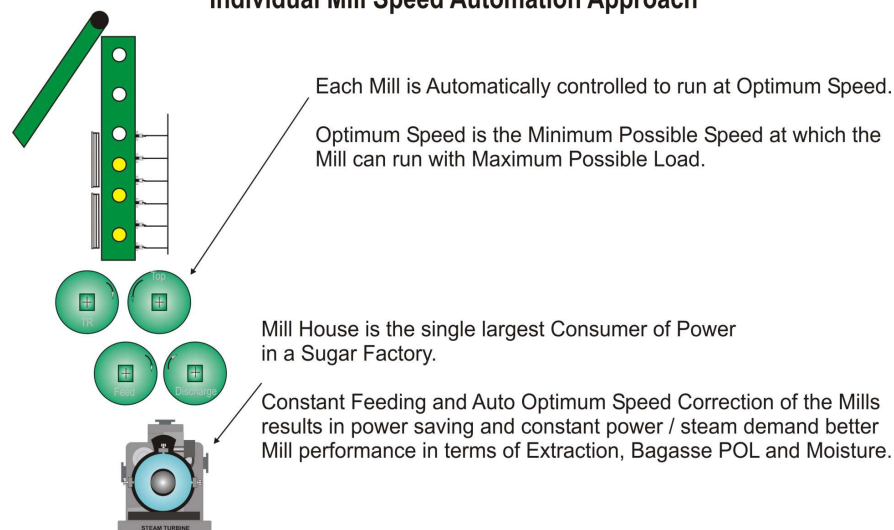 Individual Mill Speed Automation Approach
Each Mill is Automatically controlled to run at Optimum Speed.
Optimum Speed is the Minimum Possible Speed at which the
Mill can run with Maximum Possible Load.
Top
TR
Mill House is the single largest Consumer of Power
in a Sugar Factory.
Feed
Discharge
Constant Feeding and Auto Optimum Speed Correction of the Mills
results in power saving and constant power / steam demand better
Mill performance in terms of Extraction, Bagasse POL and Moisture.
STEAM TURBINE